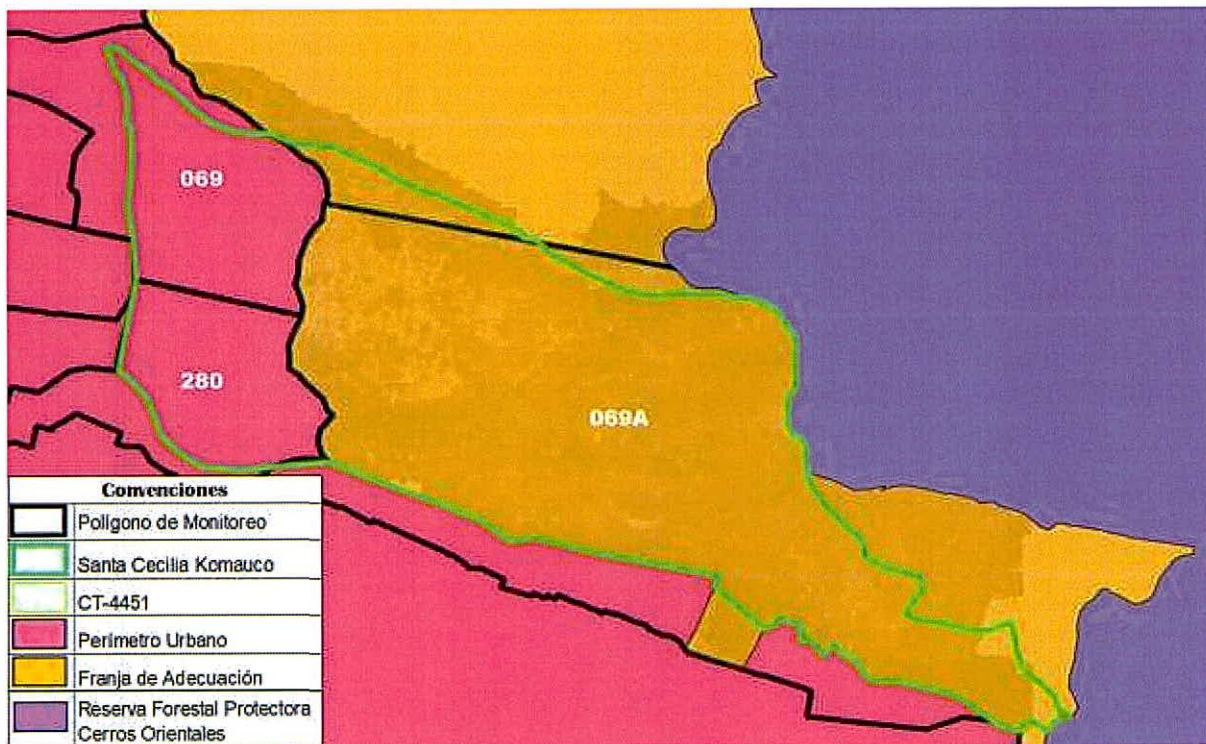 069
280
069A
Convenciones
Polígono de Monitoreo
Santa Cecilia Komauco
CT-4451
Perímetro Urbano
Franja de Adecuación
Reserva Forestal Protectora
Cerros Orientales